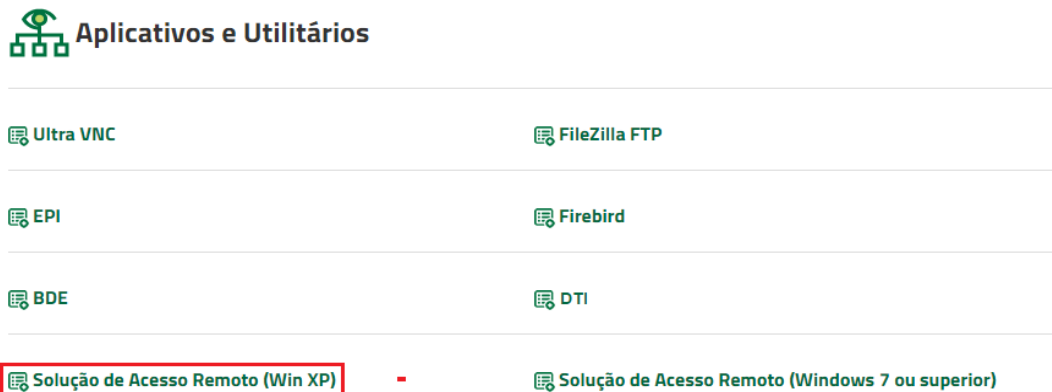 Aplicativos e Utilitários
Ultra VNC
FileZilla FTP
EPI
Firebird
BDE
DTI
Solução de Acesso Remoto (Win XP)
-
Solução de Acesso Remoto (Windows 7 ou superior)